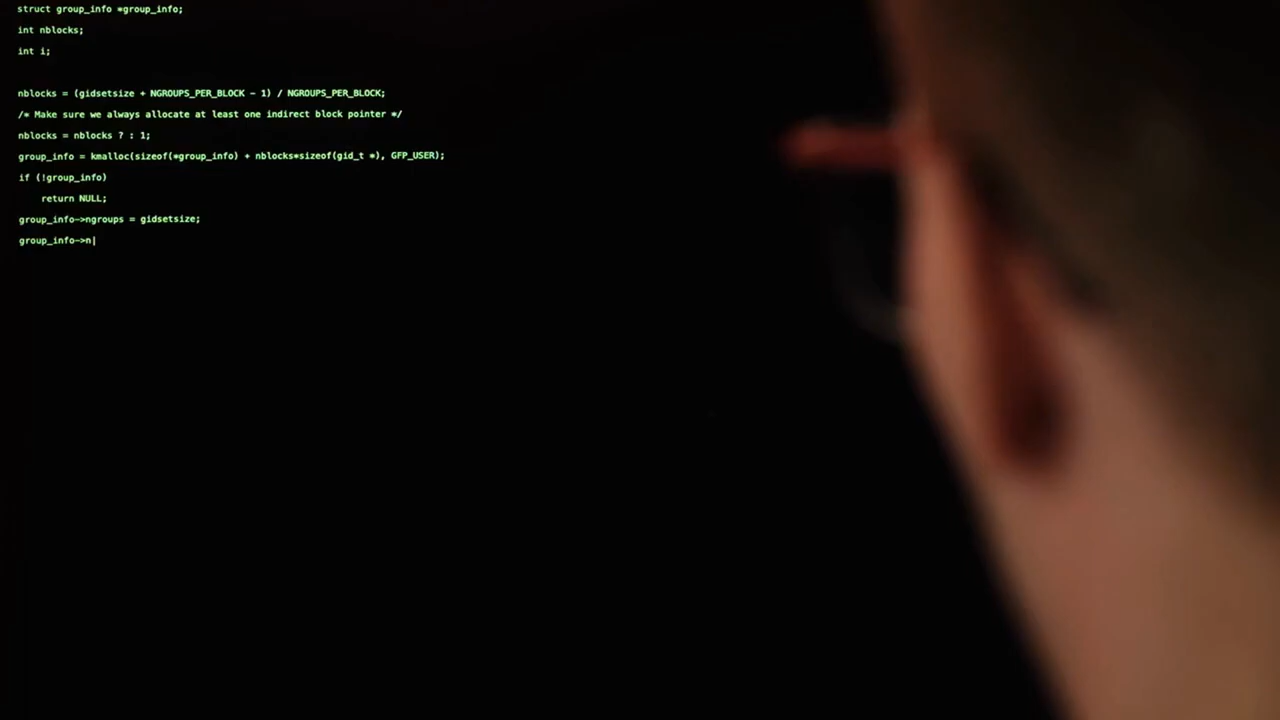 struct group_info *group_info;
int nblocks;
int i;
nblocks = (gidsetsize + NGROUPS_PER_BLOCK - 1) / NGROUPS_PER_BLOCK;
/* Make sure we always allocate at least one indirect block pointer */
nblocks = nblocks ? : 1;
group_info = kmalloc(sizeof(*group_info) + nblocks*sizeof(gid_t *), GFP_USER);
if (!group_info)
    return NULL;
group_info->ngroups = gidsetsize;
group_info->n|